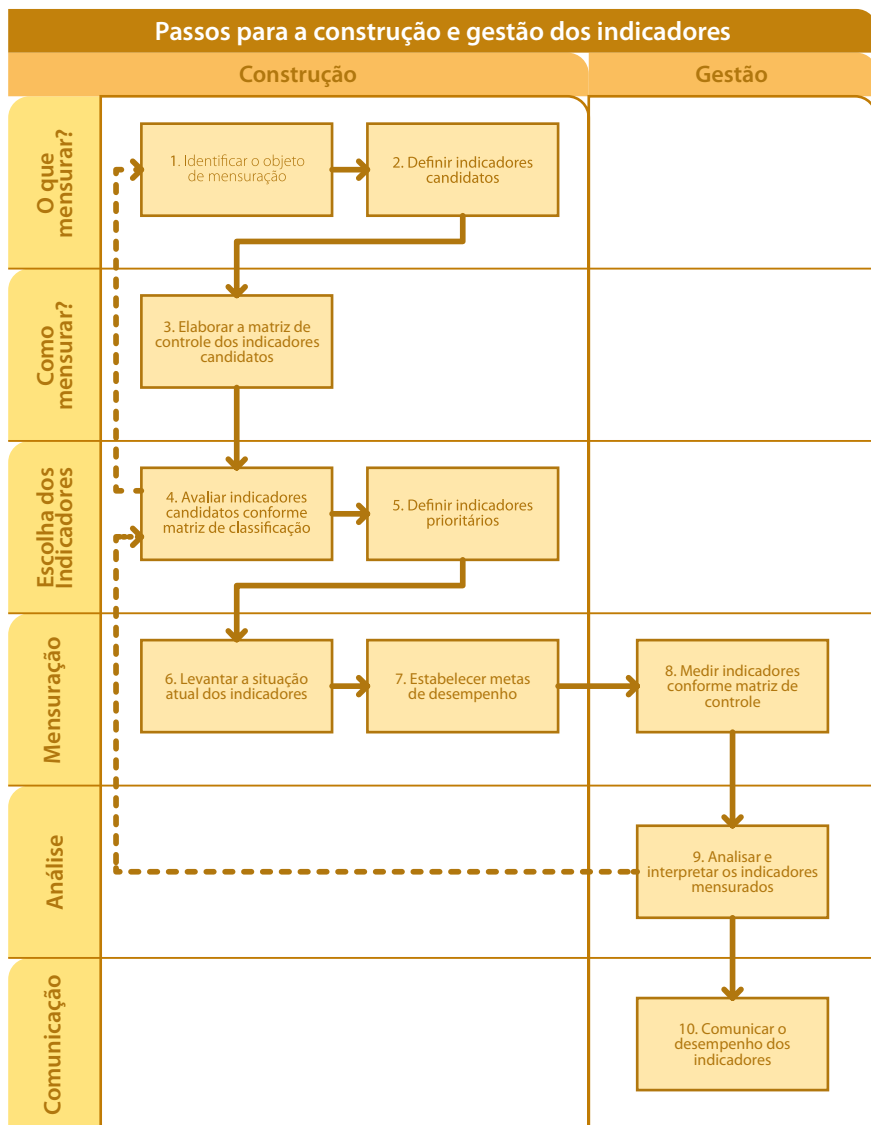 Passos para a construção e gestão dos indicadores
Construção
Gestão
O que
mensurar?
1. Identificar o objeto
de mensuração
2. Definir indicadores
candidatos
Como
mensurar?
3. Elaborar a matriz de
controle dos indicadores
candidatos
Escolha dos
Indicadores
4. Avaliar indicadores
candidatos conforme
matriz de classificação
5. Definir indicadores
prioritários
Mensuração
6. Levantar a situação
atual dos indicadores
7. Estabelecer metas
de desempenho
8. Medir indicadores
conforme matriz de
controle
Análise
9. Analisar e
interpretar os indicadores
mensurados
Comunicação
10. Comunicar o
desempenho dos
indicadores